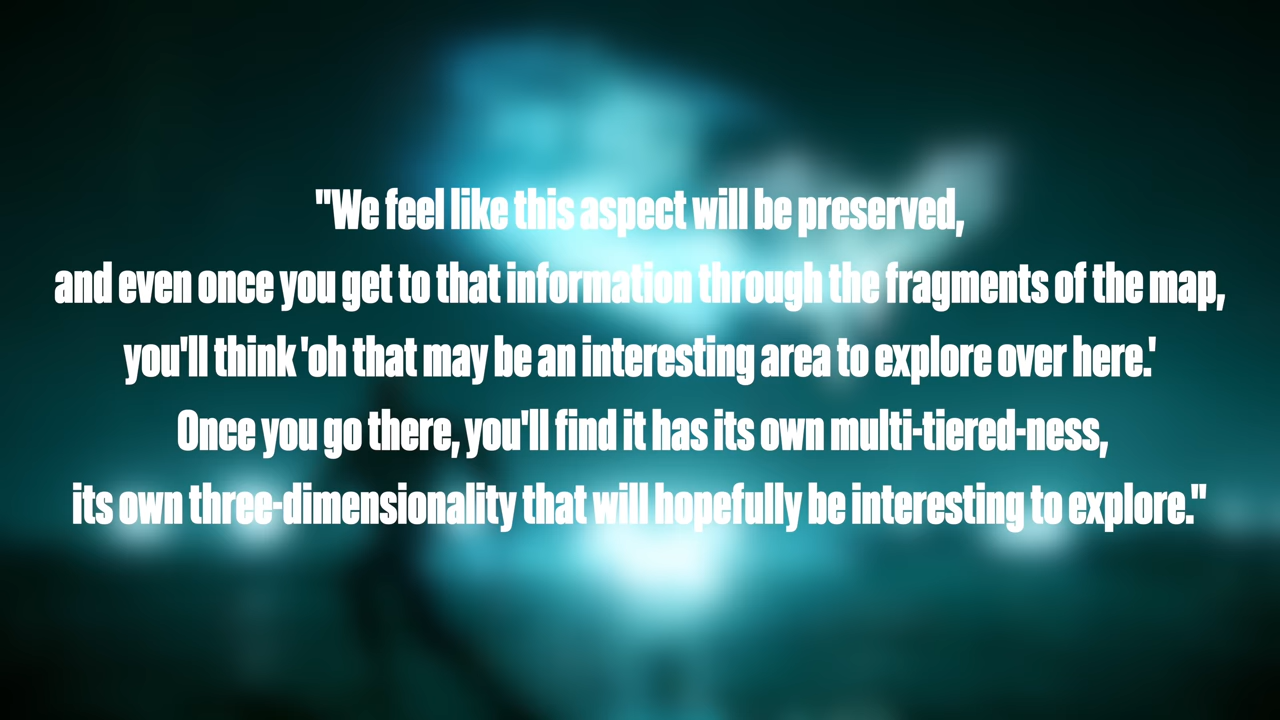 "We feel like this aspect will be preserved,
and even once you get to that information through the fragments of the map,
you'll think 'oh that may be an interesting area to explore over here.'
Once you go there, you'll find it has its own multi-tiered-ness,
its own three-dimensionality that will hopefully be interesting to explore."